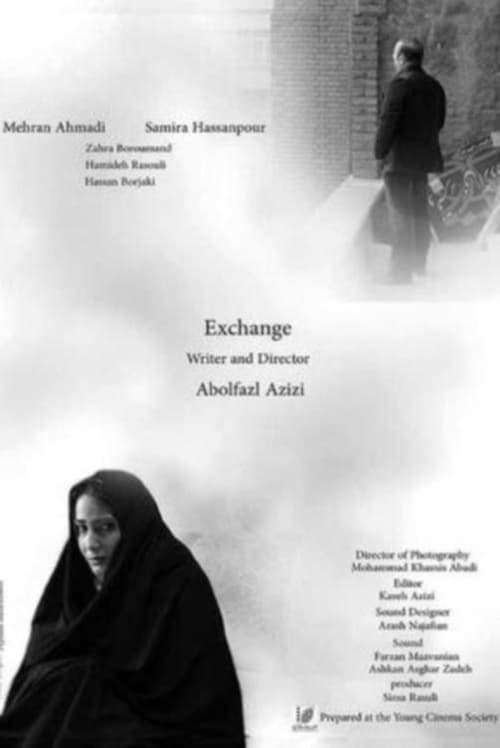 Mehran Ahmadi Samira Hassanpour
Zahra Boroumand
Hamideh Rasouli
Hassan Borjaki
Exchange
Writer and Director
Abolfazl Azizi
Director of Photography
Mohammad Khamis Abadi
Editor
Kaveh Azizi
Sound Designer
Arash Najafian
Sound
Farzan Mazvanian
Ashkan Asghar Zadeh
producer
Sima Rasuli
Prepared at the Young Cinema Society